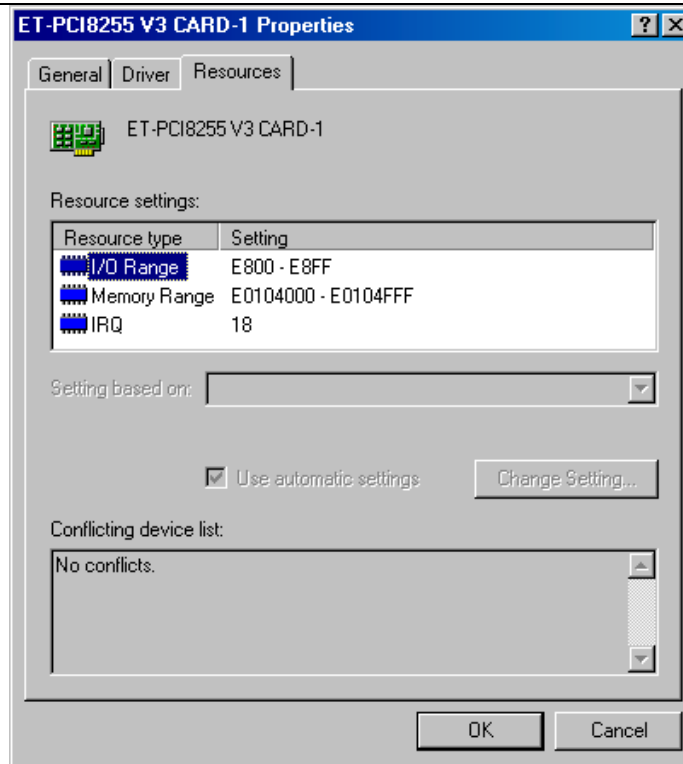 ET-PCI8255 V3 CARD-1 Properties
General Driver Resources
ET-PCI8255 V3 CARD-1
Resource settings:
Resource type Setting
I/O Range E800 - E8FF
Memory Range E0104000 - E0104FFF
IRQ 18
Setting based on:
Use automatic settings Change Setting...
Conflicting device list:
No conflicts.
OK Cancel